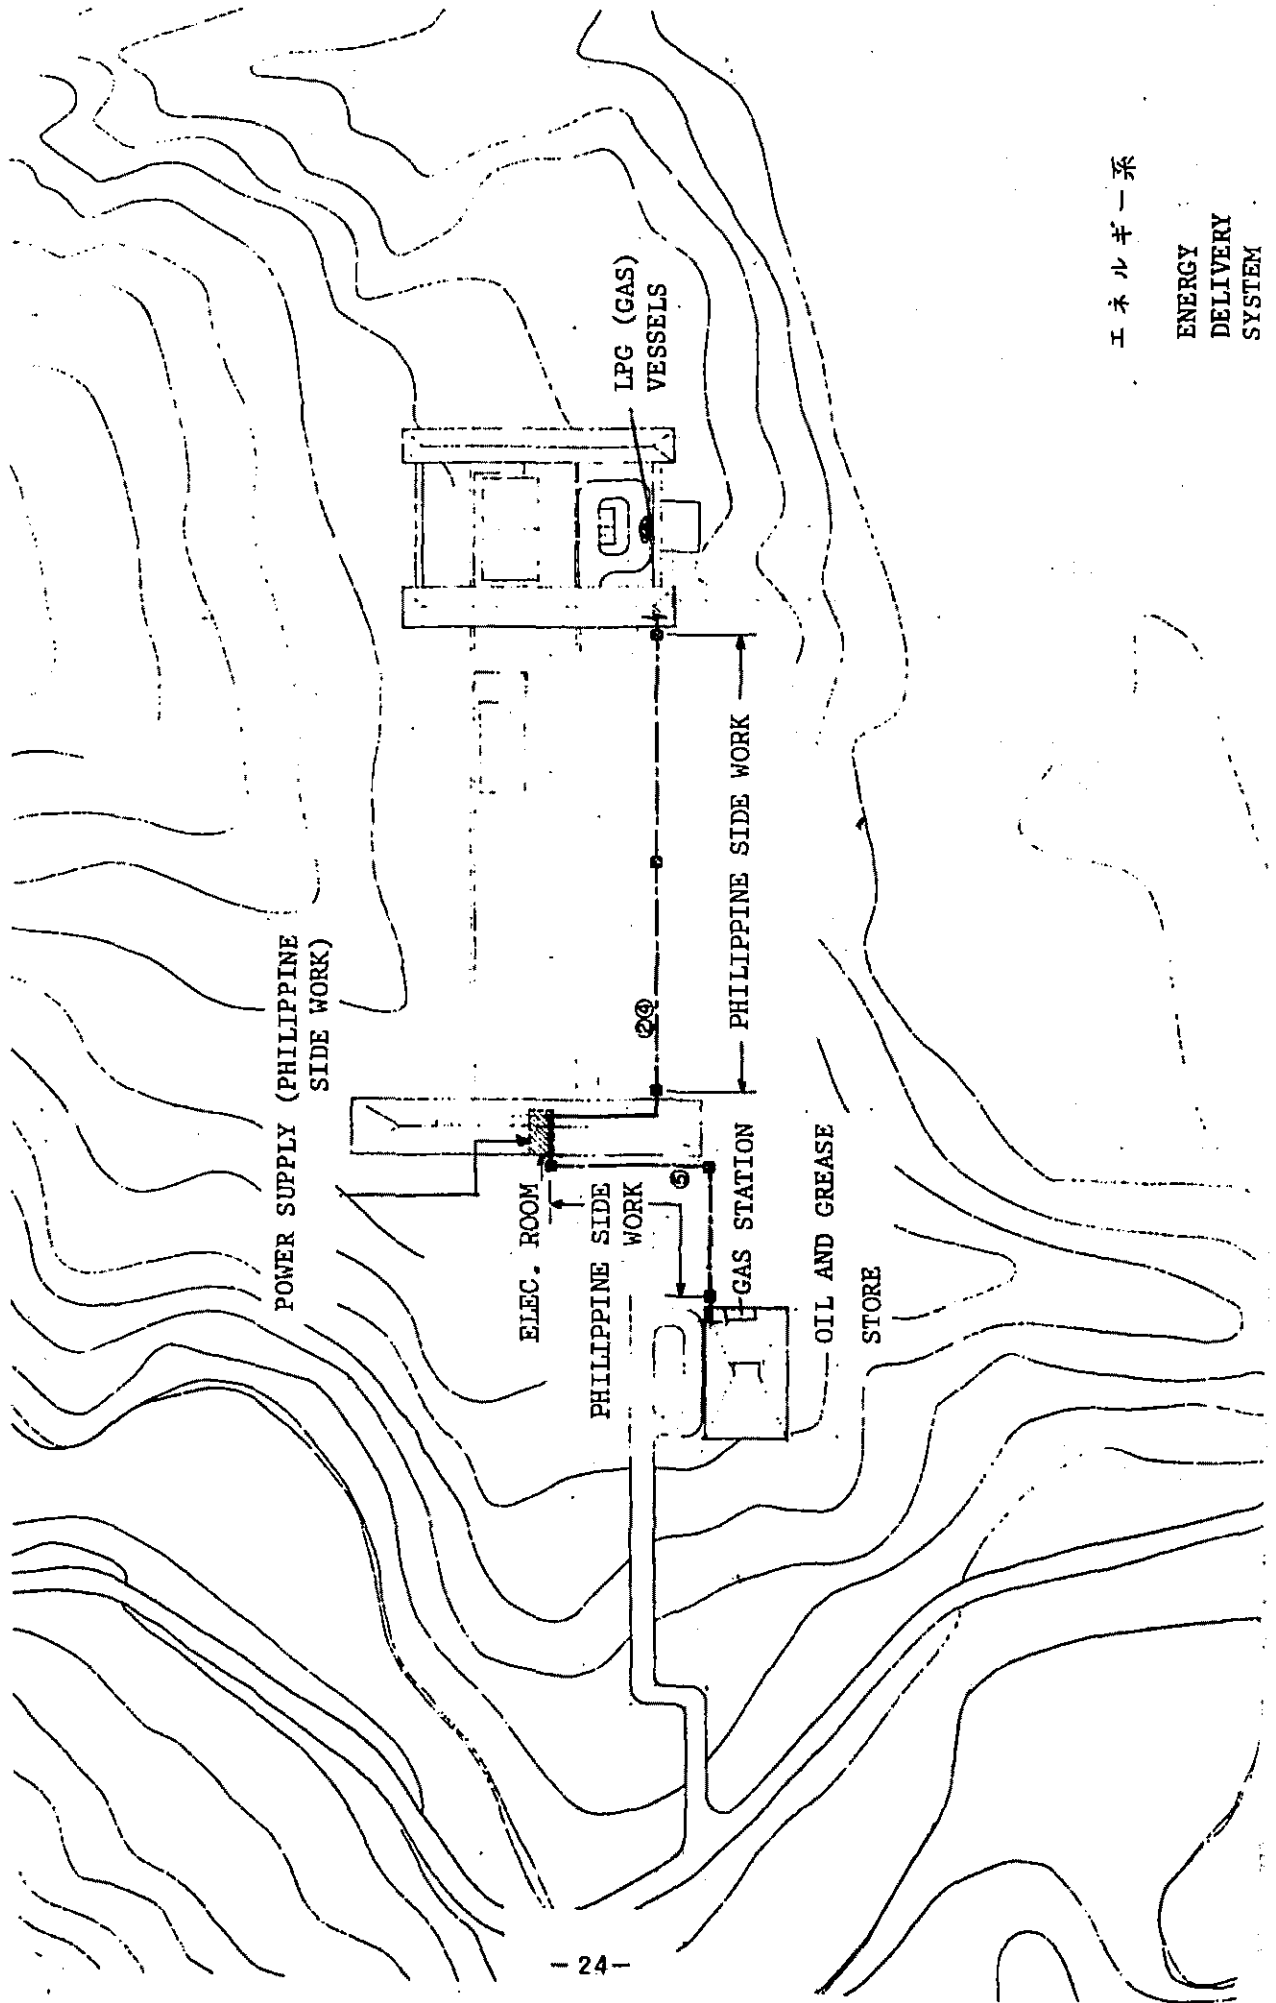 POWER SUPPLY (PHILIPPINE
SIDE WORK)
LPG (GAS)
VESSELS
ELEC. ROOM
PHILIPPINE SIDE
WORK
②④
⑤
PHILIPPINE SIDE WORK
GAS STATION
OIL AND GREASE
STORE
エネルギー系
ENERGY
DELIVERY
SYSTEM
-24-